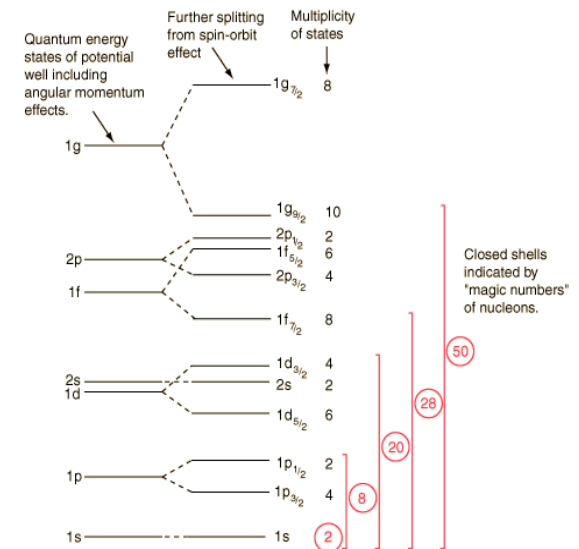 Quantum energy
states of potential
well including
angular momentum
effects.
Further splitting
from spin-orbit
effect
Multiplicity
of states
1g7/2 8
1g
1g9/2 10
2p1/2 2
1f5/2 6
2p
2p3/2 4
1f
1f7/2 8
Closed shells
indicated by
"magic numbers"
of nucleons.
50
1d3/2 4
2s
2s 2
1d
28
1d5/2 6
20
1p1/2 2
1p
1p3/2 4
8
1s
1s
2